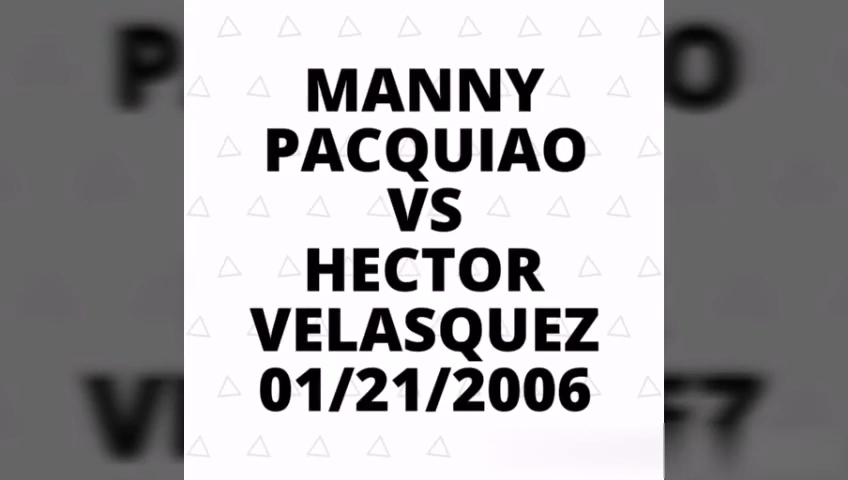 MANNY
PACQUIAO
VS
HECTOR
VELASQUEZ
01/21/2006